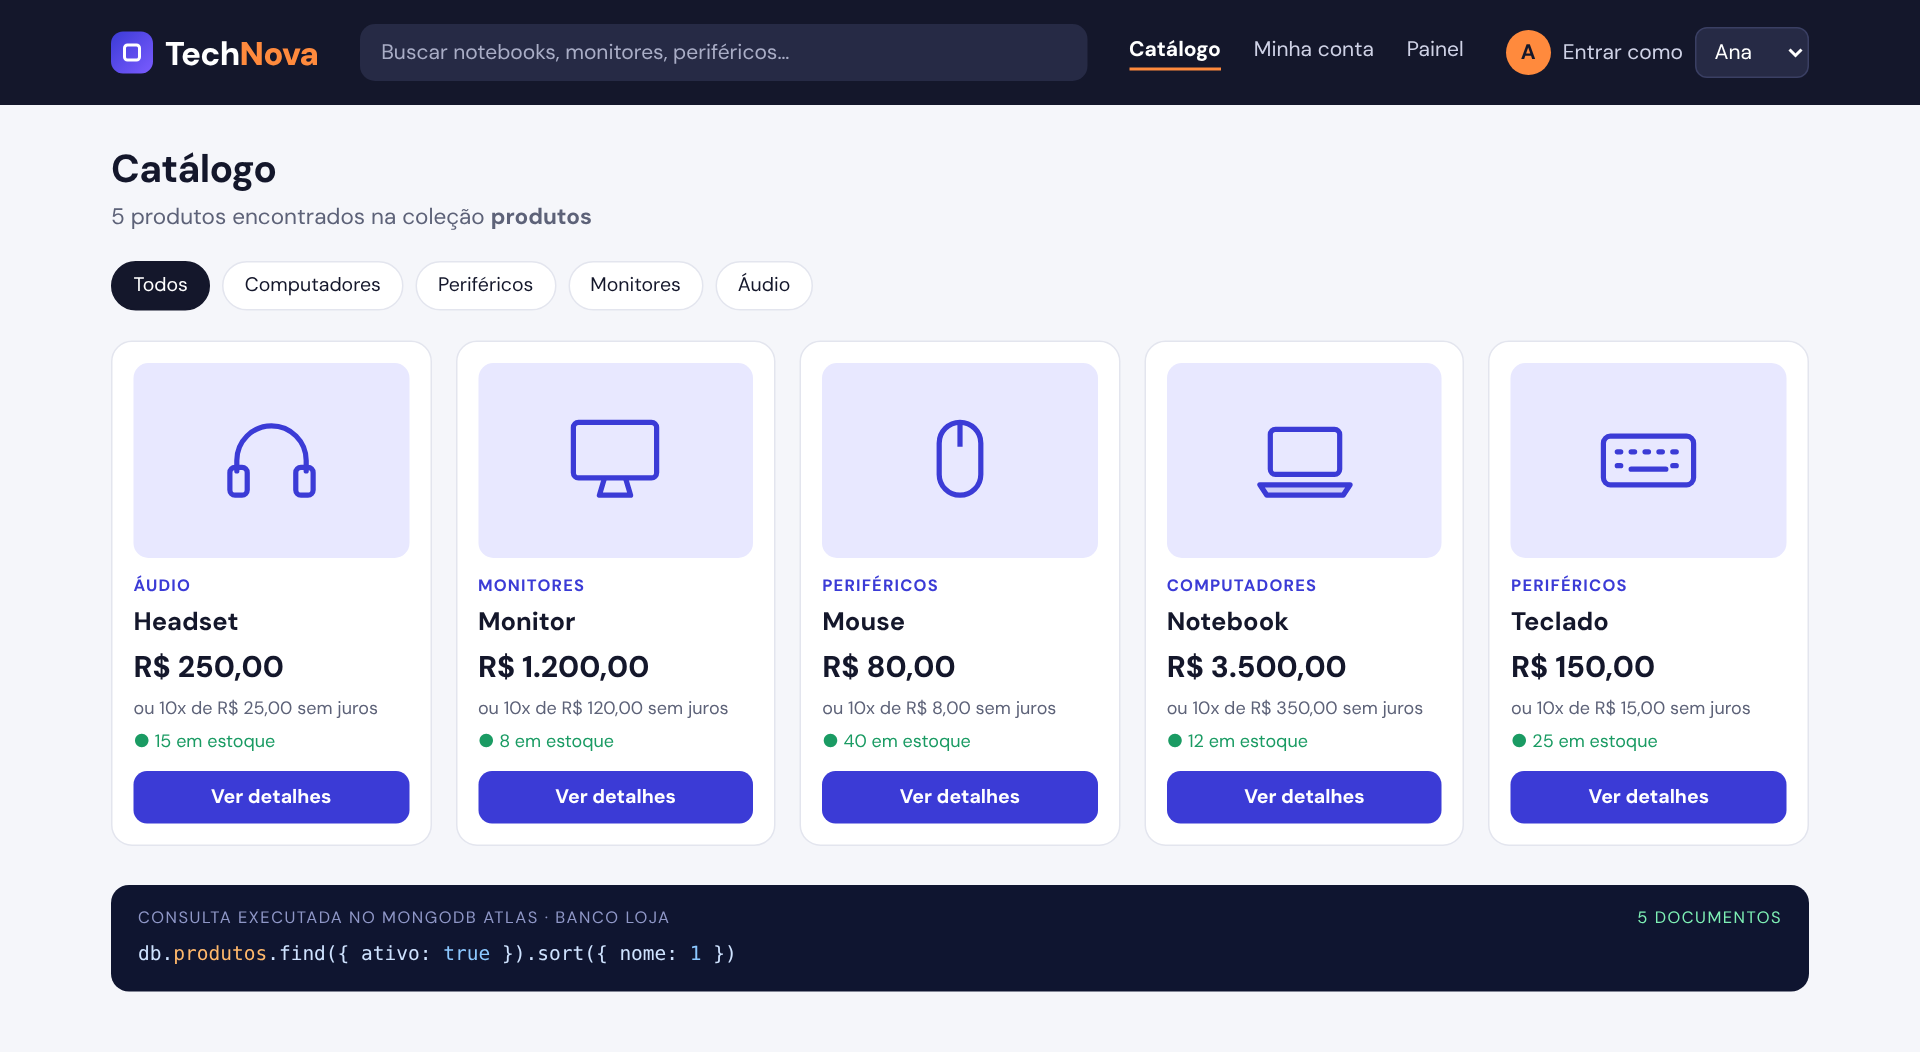 TechNova
Buscar notebooks, monitores, periféricos...
Catálogo
Minha conta
Painel
A
Entrar como
Ana
Catálogo
5 produtos encontrados na coleção produtos
Todos
Computadores
Periféricos
Monitores
Áudio
ÁUDIO
Headset
R$ 250,00
ou 10x de R$ 25,00 sem juros
15 em estoque
Ver detalhes
MONITORES
Monitor
R$ 1.200,00
ou 10x de R$ 120,00 sem juros
8 em estoque
Ver detalhes
PERIFÉRICOS
Mouse
R$ 80,00
ou 10x de R$ 8,00 sem juros
40 em estoque
Ver detalhes
COMPUTADORES
Notebook
R$ 3.500,00
ou 10x de R$ 350,00 sem juros
12 em estoque
Ver detalhes
PERIFÉRICOS
Teclado
R$ 150,00
ou 10x de R$ 15,00 sem juros
25 em estoque
Ver detalhes
CONSULTA EXECUTADA NO MONGODB ATLAS · BANCO LOJA
5 DOCUMENTOS
db.produtos.find({ ativo: true }).sort({ nome: 1 })